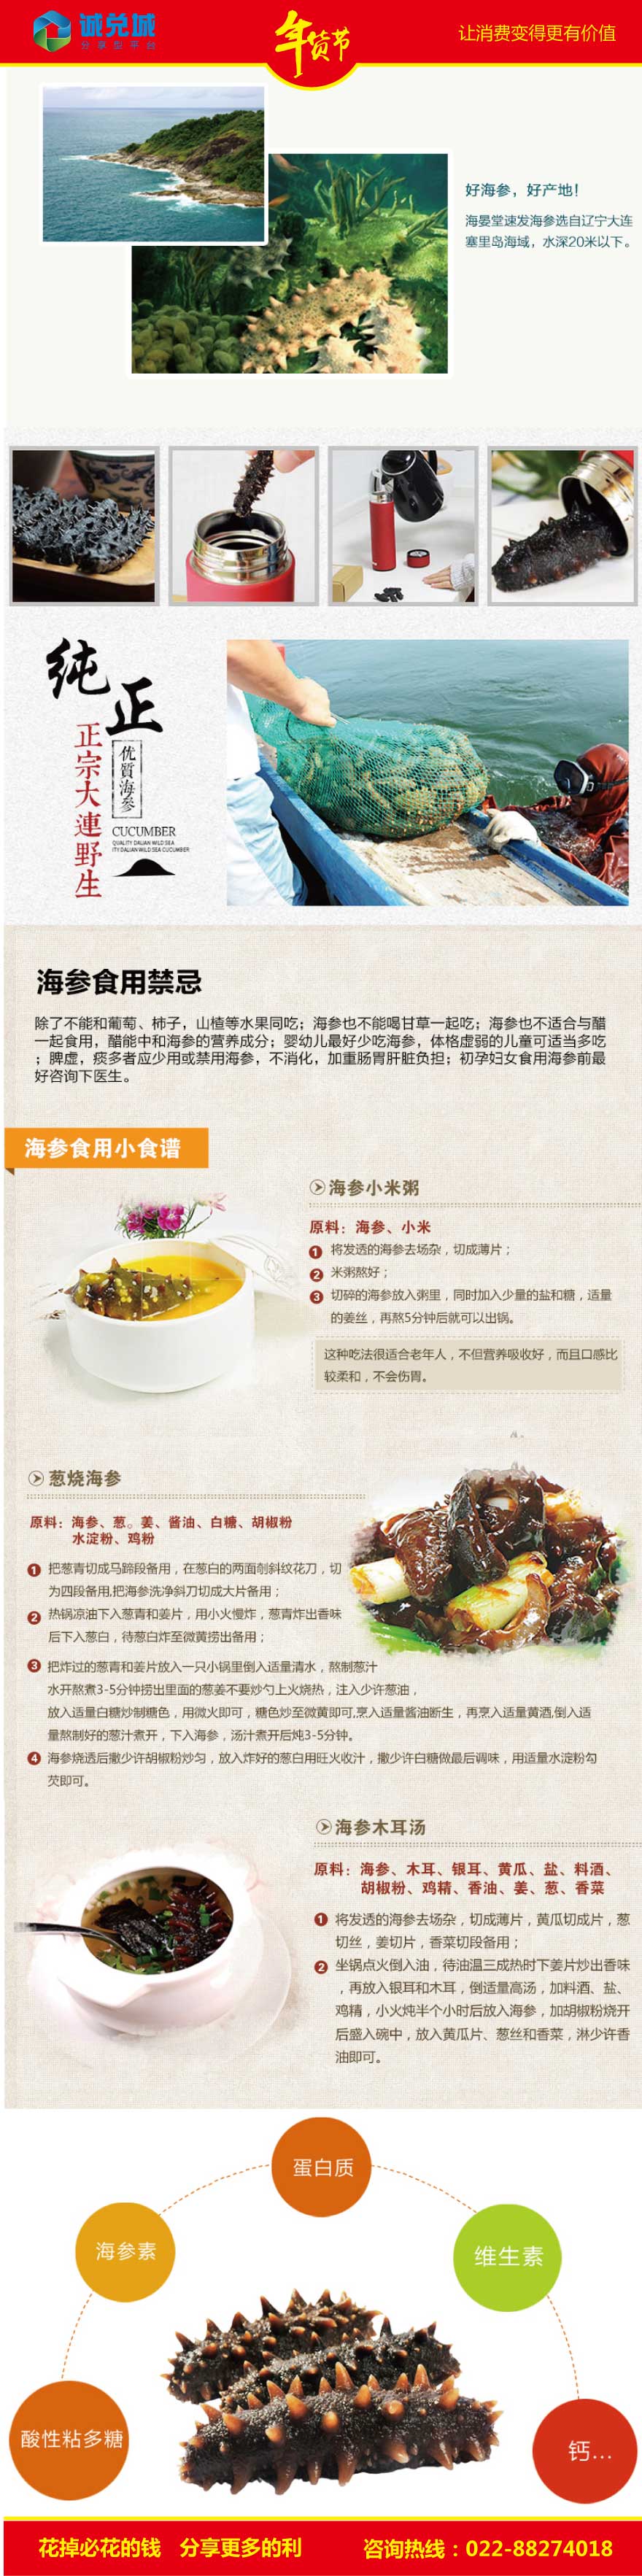 诚兑城
分享型平台
年货节
让消费变得更有价值
好海参，好产地！
海晏堂速发海参选自辽宁大连
塞里岛海域，水深20米以下。
纯正
正宗大連野生
优質海参
CUCUMBER
QUALITY DALIAN WILD SEA
ITY DALIAN WILD SEA CUCUMBER
海参食用禁忌
除了不能和葡萄、柿子，山楂等水果同吃；海参也不能喝甘草一起吃；海参也不适合与醋
一起食用，醋能中和海参的营养成分；婴幼儿最好少吃海参，体格虚弱的儿童可适当多吃
；脾虚，痰多者应少用或禁用海参，不消化，加重肠胃肝脏负担；初孕妇女食用海参前最
好咨询下医生。
海参食用小食谱
海参小米粥
原料：海参、小米
1 将发透的海参去场杂，切成薄片；
2 米粥熬好；
3 切碎的海参放入粥里，同时加入少量的盐和糖，适量
的姜丝，再熬5分钟后就可以出锅。
这种吃法很适合老年人，不但营养吸收好，而且口感比
较柔和，不会伤胃。
葱烧海参
原料：海参、葱。姜、酱油、白糖、胡椒粉
水淀粉、鸡粉
1 把葱青切成马蹄段备用，在葱白的两面剞斜纹花刀，切
为四段备用,把海参洗净斜刀切成大片备用；
2 热锅凉油下入葱青和姜片，用小火慢炸，葱青炸出香味
后下入葱白，待葱白炸至微黄捞出备用；
3 把炸过的葱青和姜片放入一只小锅里倒入适量清水，熬制葱汁
水开熬煮3-5分钟捞出里面的葱姜不要炒勺上火烧热，注入少许葱油，
放入适量白糖炒制糖色，用微火即可，糖色炒至微黄即可,烹入适量酱油断生，再烹入适量黄酒,倒入适
量熬制好的葱汁煮开，下入海参，汤汁煮开后炖3-5分钟。
4 海参烧透后撒少许胡椒粉炒匀，放入炸好的葱白用旺火收汁，撒少许白糖做最后调味，用适量水淀粉勾
芡即可。
海参木耳汤
原料：海参、木耳、银耳、黄瓜、盐、料酒、
胡椒粉、鸡精、香油、姜、葱、香菜
1 将发透的海参去场杂，切成薄片，黄瓜切成片，葱
切丝，姜切片，香菜切段备用；
2 坐锅点火倒入油，待油温三成热时下姜片炒出香味
，再放入银耳和木耳，倒适量高汤，加料酒、盐、
鸡精，小火炖半个小时后放入海参，加胡椒粉烧开
后盛入碗中，放入黄瓜片、葱丝和香菜，淋少许香
油即可。
蛋白质
海参素
维生素
酸性粘多糖
钙...
花掉必花的钱 分享更多的利
咨询热线：022-88274018